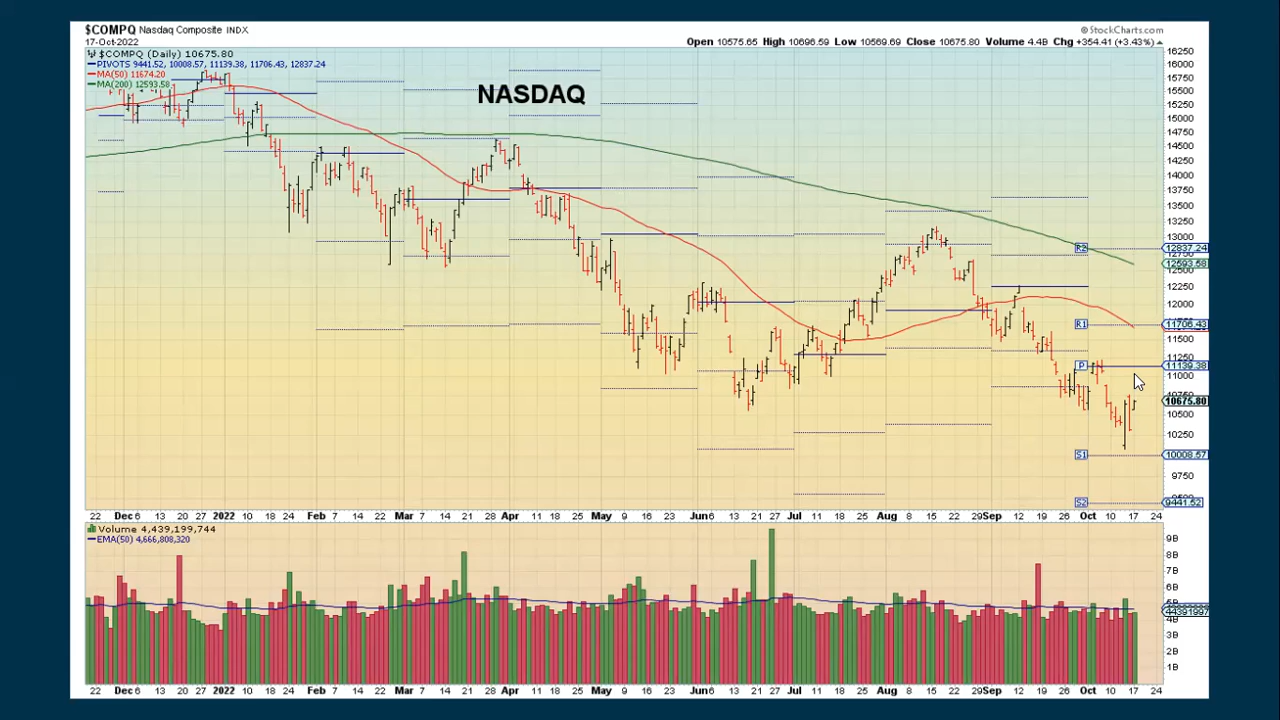 $COMPQ Nasdaq Composite INDX
© StockCharts.com
17-Oct-2022
Open 10575.65 High 10696.59 Low 10569.69 Close 10675.80 Volume 4.4B Chg +354.41 (+3.43%)
$COMPQ (Daily) 10675.80
PIVOTS 9441.52, 10008.57, 11139.38, 11706.43, 12837.24
MA(50) 11674.20
MA(200) 12593.58
NASDAQ
16250
16000
15750
15500
15250
15000
14750
14500
14250
14000
13750
13500
13250
13000
R2 12837.24
12750
12593.58
12500
12250
12000
R1 11706.43
11500
11250
P 11139.38
11000
10750
10675.80
10500
10250
S1 10008.57
9750
9500
S2 9441.52
22 Dec 6 13 20 27 2022 10 18 24 Feb 7 14 22 Mar 7 14 21 28 Apr 11 18 25 May 9 16 23 Jun 6 13 21 27 Jul 11 18 25 Aug 8 15 22 29 Sep 12 19 26 Oct 10 17 24
Volume 4,439,199,744
EMA(50) 4,666,808,320
9B
8B
7B
6B
5B
44391997
4B
3B
2B
1B
22 Dec 6 13 20 27 2022 10 18 24 Feb 7 14 22 Mar 7 14 21 28 Apr 11 18 25 May 9 16 23 Jun 6 13 21 27 Jul 11 18 25 Aug 8 15 22 29 Sep 12 19 26 Oct 10 17 24